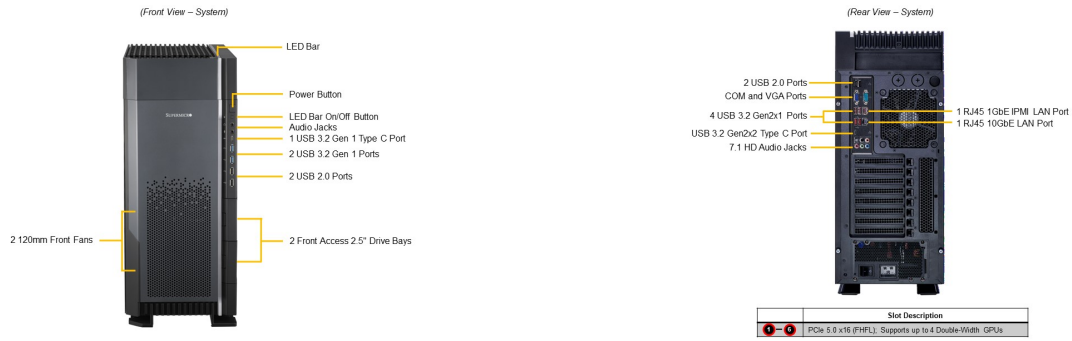 (Front View – System)
LED Bar
Power Button
SUPERMICRO
LED Bar On/Off Button
Audio Jacks
1 USB 3.2 Gen 1 Type C Port
2 USB 3.2 Gen 1 Ports
2 USB 2.0 Ports
2 120mm Front Fans
2 Front Access 2.5" Drive Bays
(Rear View – System)
2 USB 2.0 Ports
COM and VGA Ports
4 USB 3.2 Gen2x1 Ports
1 RJ45 1GbE IPMI LAN Port
1 RJ45 10GbE LAN Port
USB 3.2 Gen2x2 Type C Port
7.1 HD Audio Jacks
Slot Description
1 – 6 PCIe 5.0 x16 (FHFL); Supports up to 4 Double-Width GPUs